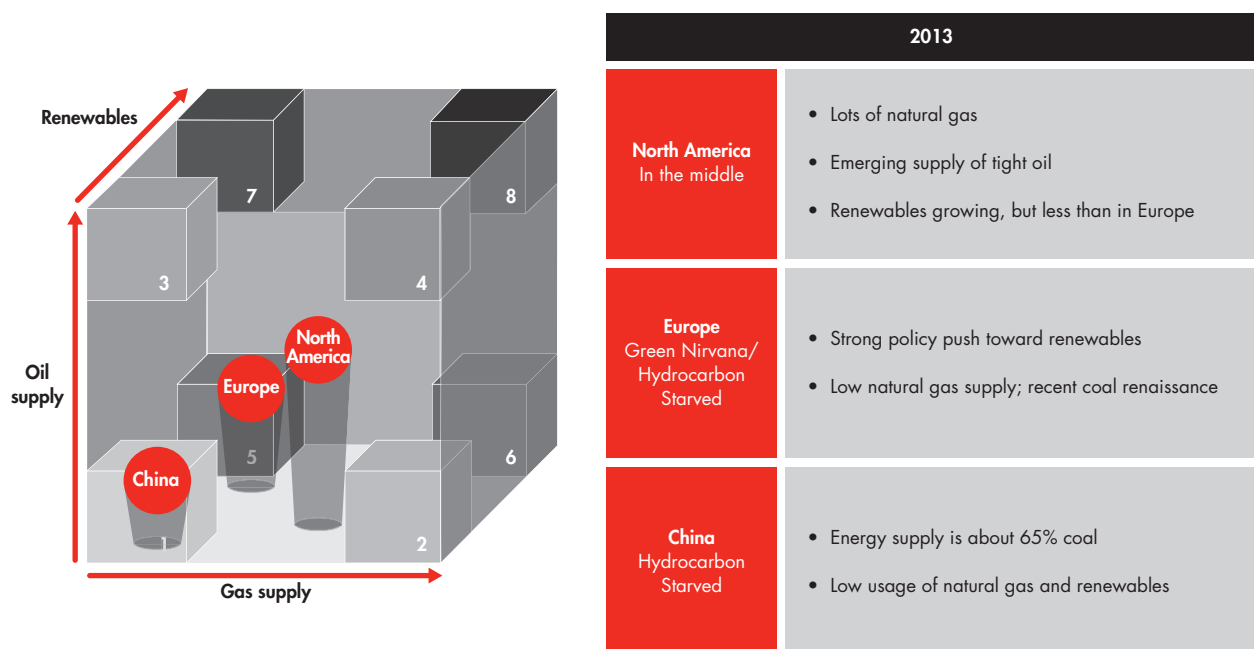 Renewables
7
8
3
4
North
America
Europe
Oil
supply
5
6
China
2
Gas supply
2013
North America
In the middle
• Lots of natural gas
• Emerging supply of tight oil
• Renewables growing, but less than in Europe
Europe
Green Nirvana/
Hydrocarbon
Starved
• Strong policy push toward renewables
• Low natural gas supply; recent coal renaissance
China
Hydrocarbon
Starved
• Energy supply is about 65% coal
• Low usage of natural gas and renewables